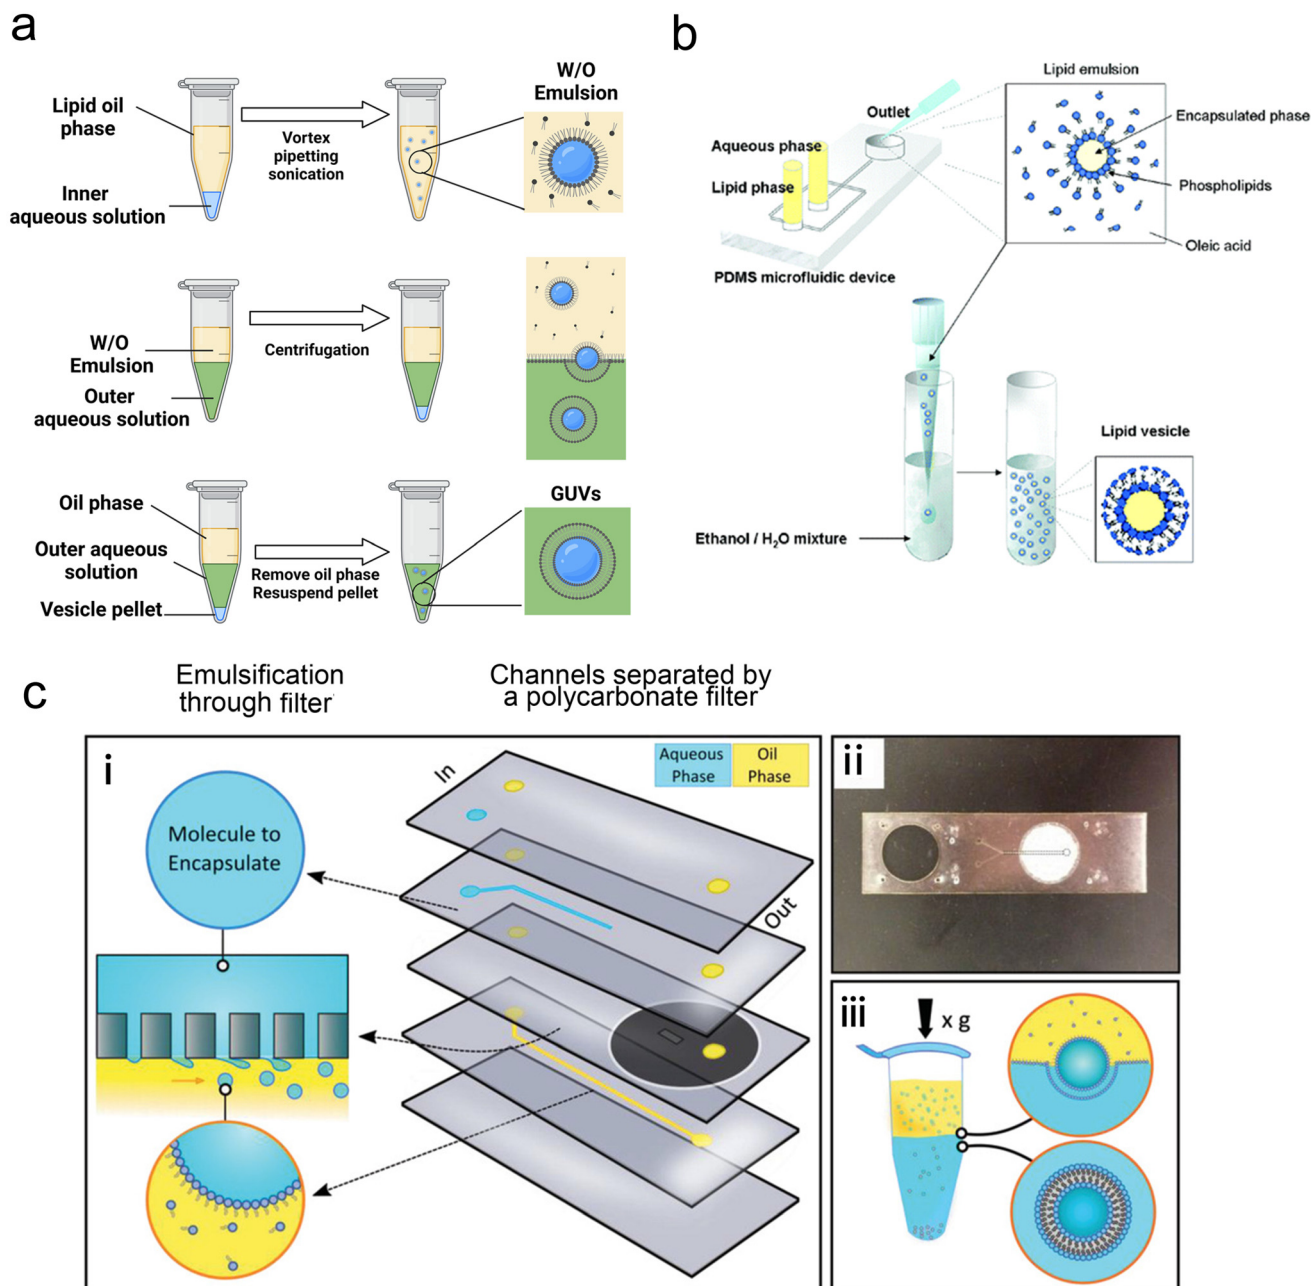 a
Lipid oil
phase
Inner
aqueous solution
Vortex
pipetting
sonication
W/O
Emulsion
W/O
Emulsion
Outer
aqueous solution
Centrifugation
Oil phase
Outer aqueous
solution
Vesicle pellet
Remove oil phase
Resuspend pellet
GUVs
b
Lipid emulsion
Outlet
Aqueous phase
Lipid phase
PDMS microfluidic device
Encapsulated phase
Phospholipids
Oleic acid
Lipid vesicle
Ethanol / H₂O mixture
c
Emulsification
through filter
Channels separated by
a polycarbonate filter
i
Molecule to
Encapsulate
In
Out
Aqueous
Phase
Oil
Phase
ii
iii
x g